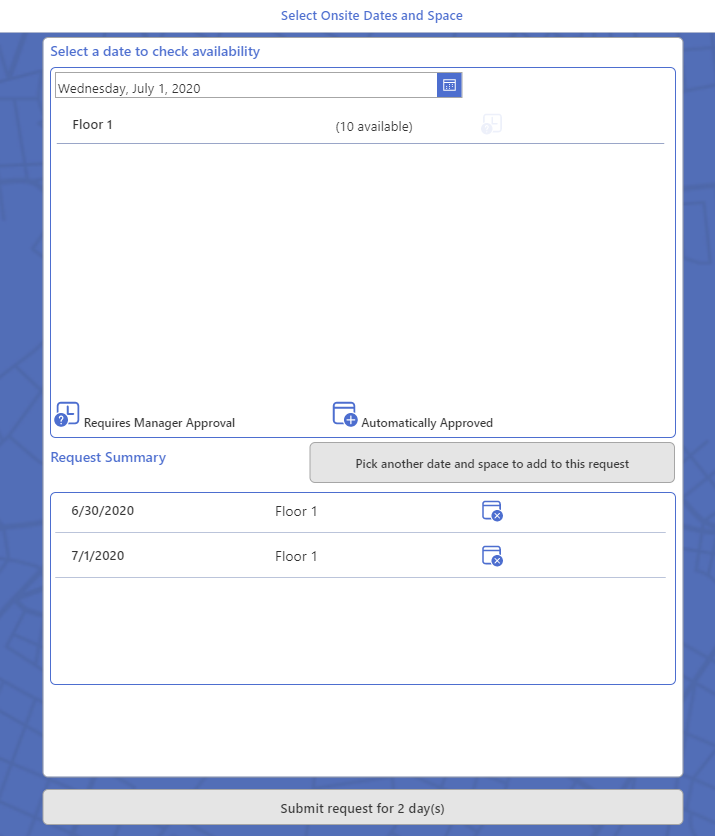 Select Onsite Dates and Space
Select a date to check availability
Wednesday, July 1, 2020
Floor 1 (10 available)
Requires Manager Approval Automatically Approved
Request Summary Pick another date and space to add to this request
6/30/2020 Floor 1
7/1/2020 Floor 1
Submit request for 2 day(s)